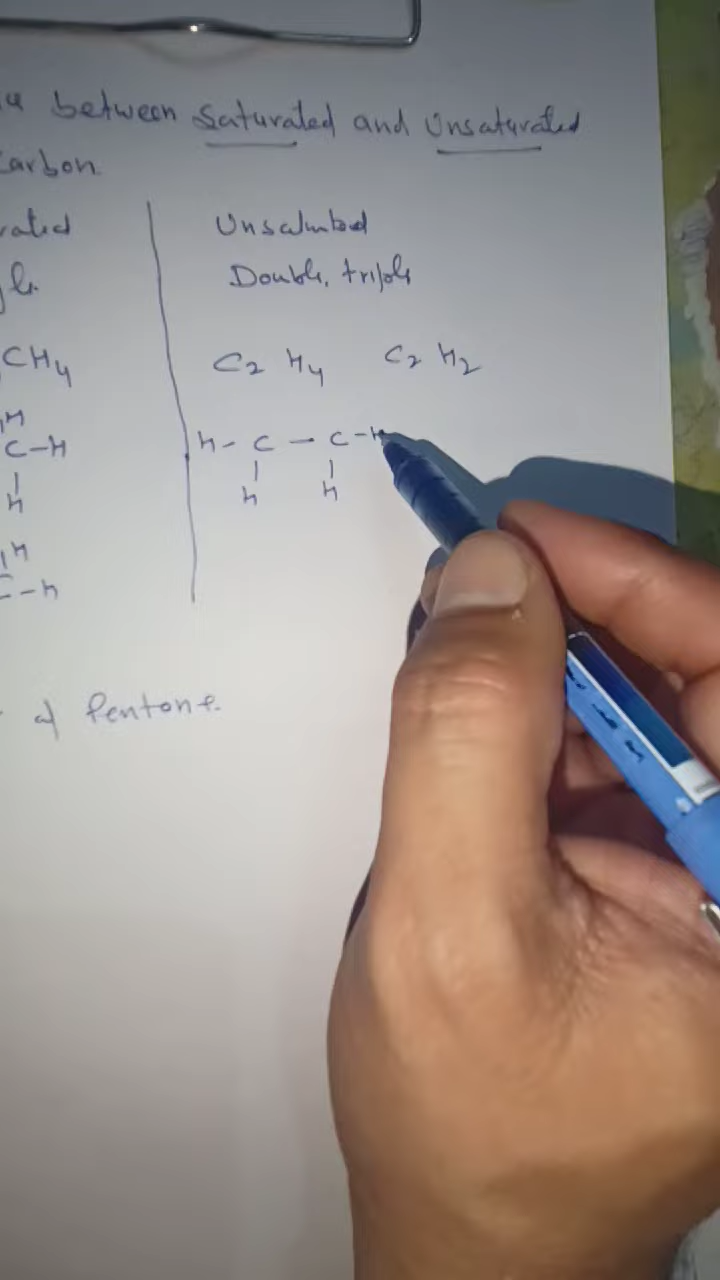 between Saturated and Unsaturated
Carbon.
Unsaturated
Double, triple
CH4 C2 H4 C2 H2
H
C-H H- C - C-H
H H H
H
C-H
of Pentane.